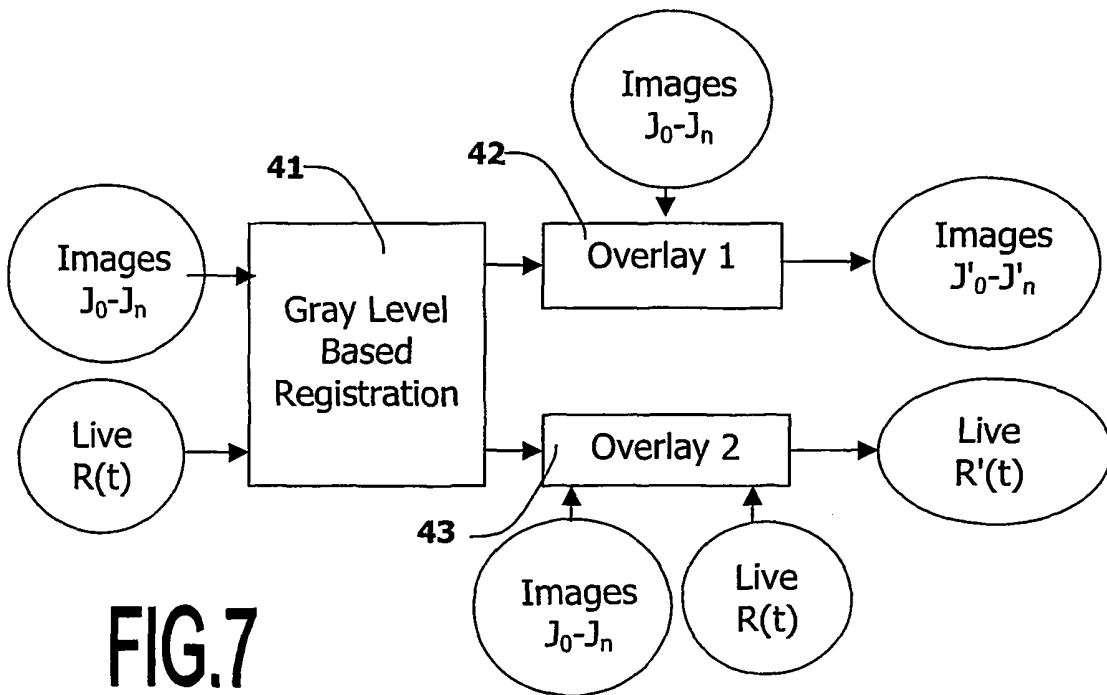 Images
J₀-Jₙ
42
41
Images
J₀-Jₙ
Overlay 1
Images
J'₀-J'ₙ
Gray Level
Based
Registration
Live
R(t)
Overlay 2
Live
R'(t)
43
Images
J₀-Jₙ
Live
R(t)
FIG.7